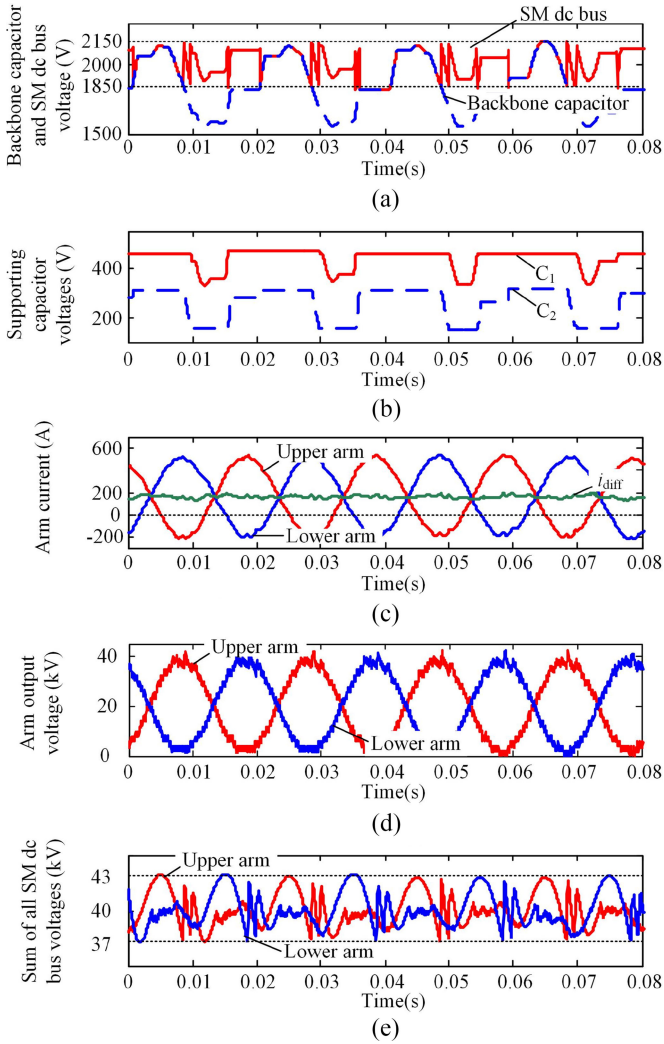 Backbone capacitor
and SM dc bus
voltage (V)
2150
2000
1850
1500
SM dc bus
Backbone capacitor
0 0.01 0.02 0.03 0.04 0.05 0.06 0.07 0.08
Time(s)
(a)
Supporting
capacitor
voltages (V)
400
200
C1
C2
0 0.01 0.02 0.03 0.04 0.05 0.06 0.07 0.08
Time(s)
(b)
Arm current (A)
600
400
200
0
-200
Upper arm
idiff
Lower arm
0 0.01 0.02 0.03 0.04 0.05 0.06 0.07 0.08
Time(s)
(c)
Arm output
voltage (kV)
40
20
0
Upper arm
Lower arm
0 0.01 0.02 0.03 0.04 0.05 0.06 0.07 0.08
Time(s)
(d)
Sum of all SM dc
bus voltages (kV)
43
40
37
Upper arm
Lower arm
0 0.01 0.02 0.03 0.04 0.05 0.06 0.07 0.08
Time(s)
(e)